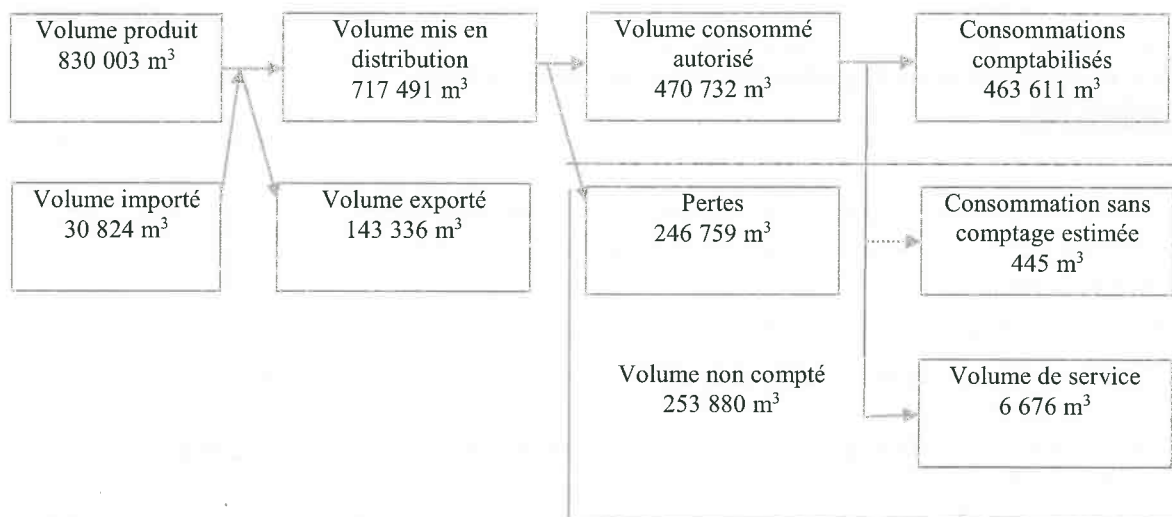 Volume produit
830 003 m³
Volume mis en
distribution
717 491 m³
Volume consommé
autorisé
470 732 m³
Consommations
comptabilisés
463 611 m³
Volume importé
30 824 m³
Volume exporté
143 336 m³
Pertes
246 759 m³
Consommation sans
comptage estimée
445 m³
Volume non compté
253 880 m³
Volume de service
6 676 m³